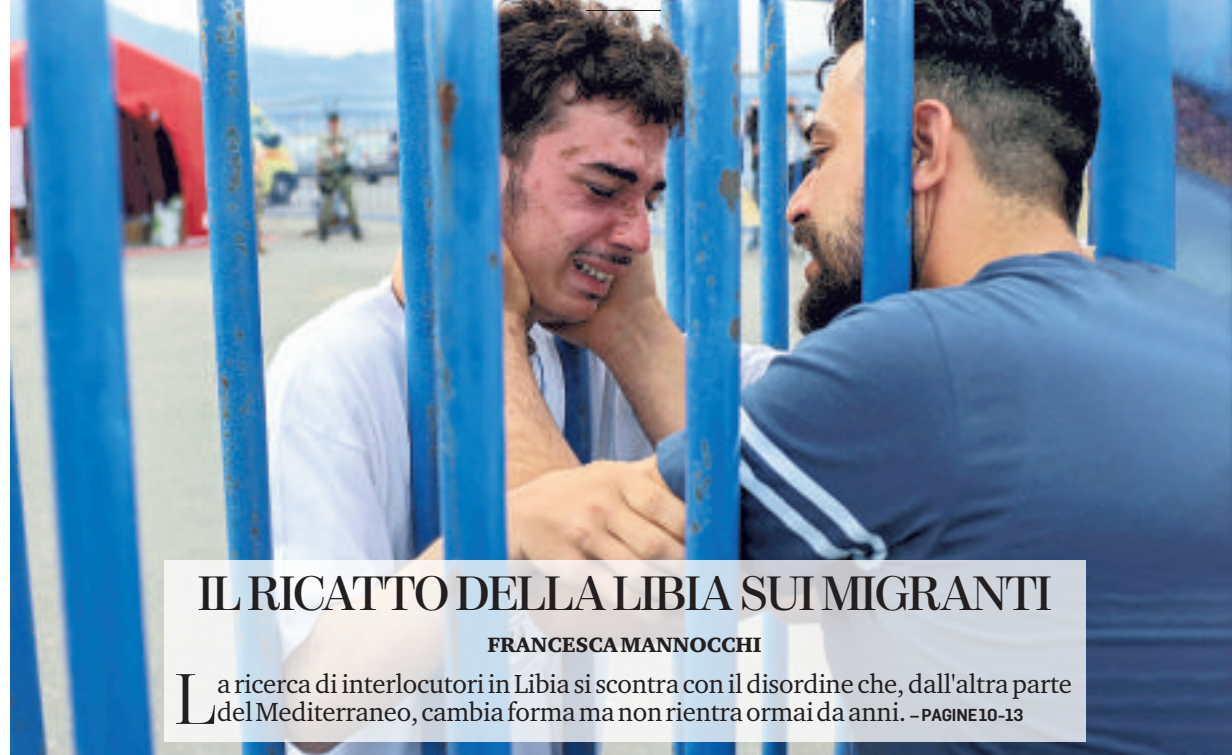 IL RICATTO DELLA LIBIA SUI MIGRANTI
FRANCESCA MANNOCCHI
La ricerca di interlocutori in Libia si scontra con il disordine che, dall'altra parte
del Mediterraneo, cambia forma ma non rientra ormai da anni. – PAGINE 10-13